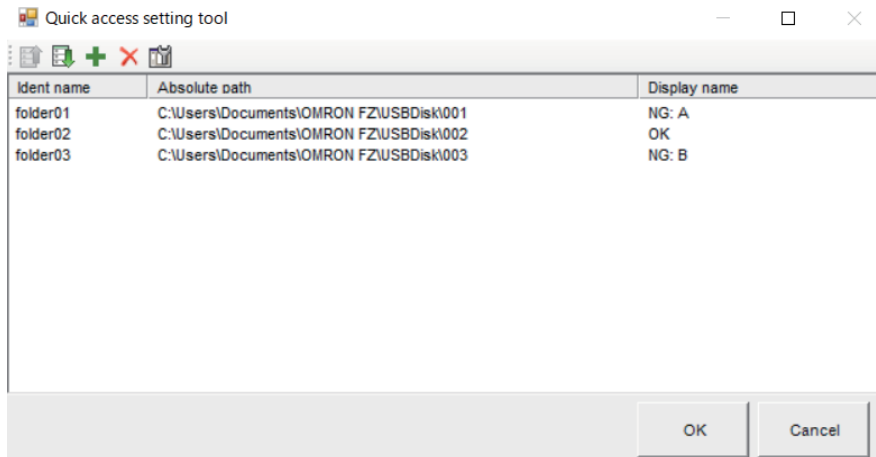 Quick access setting tool
Ident name Absolute path Display name
folder01 C:\Users\Documents\OMRON FZ\USBDisk\001 NG: A
folder02 C:\Users\Documents\OMRON FZ\USBDisk\002 OK
folder03 C:\Users\Documents\OMRON FZ\USBDisk\003 NG: B
OK Cancel